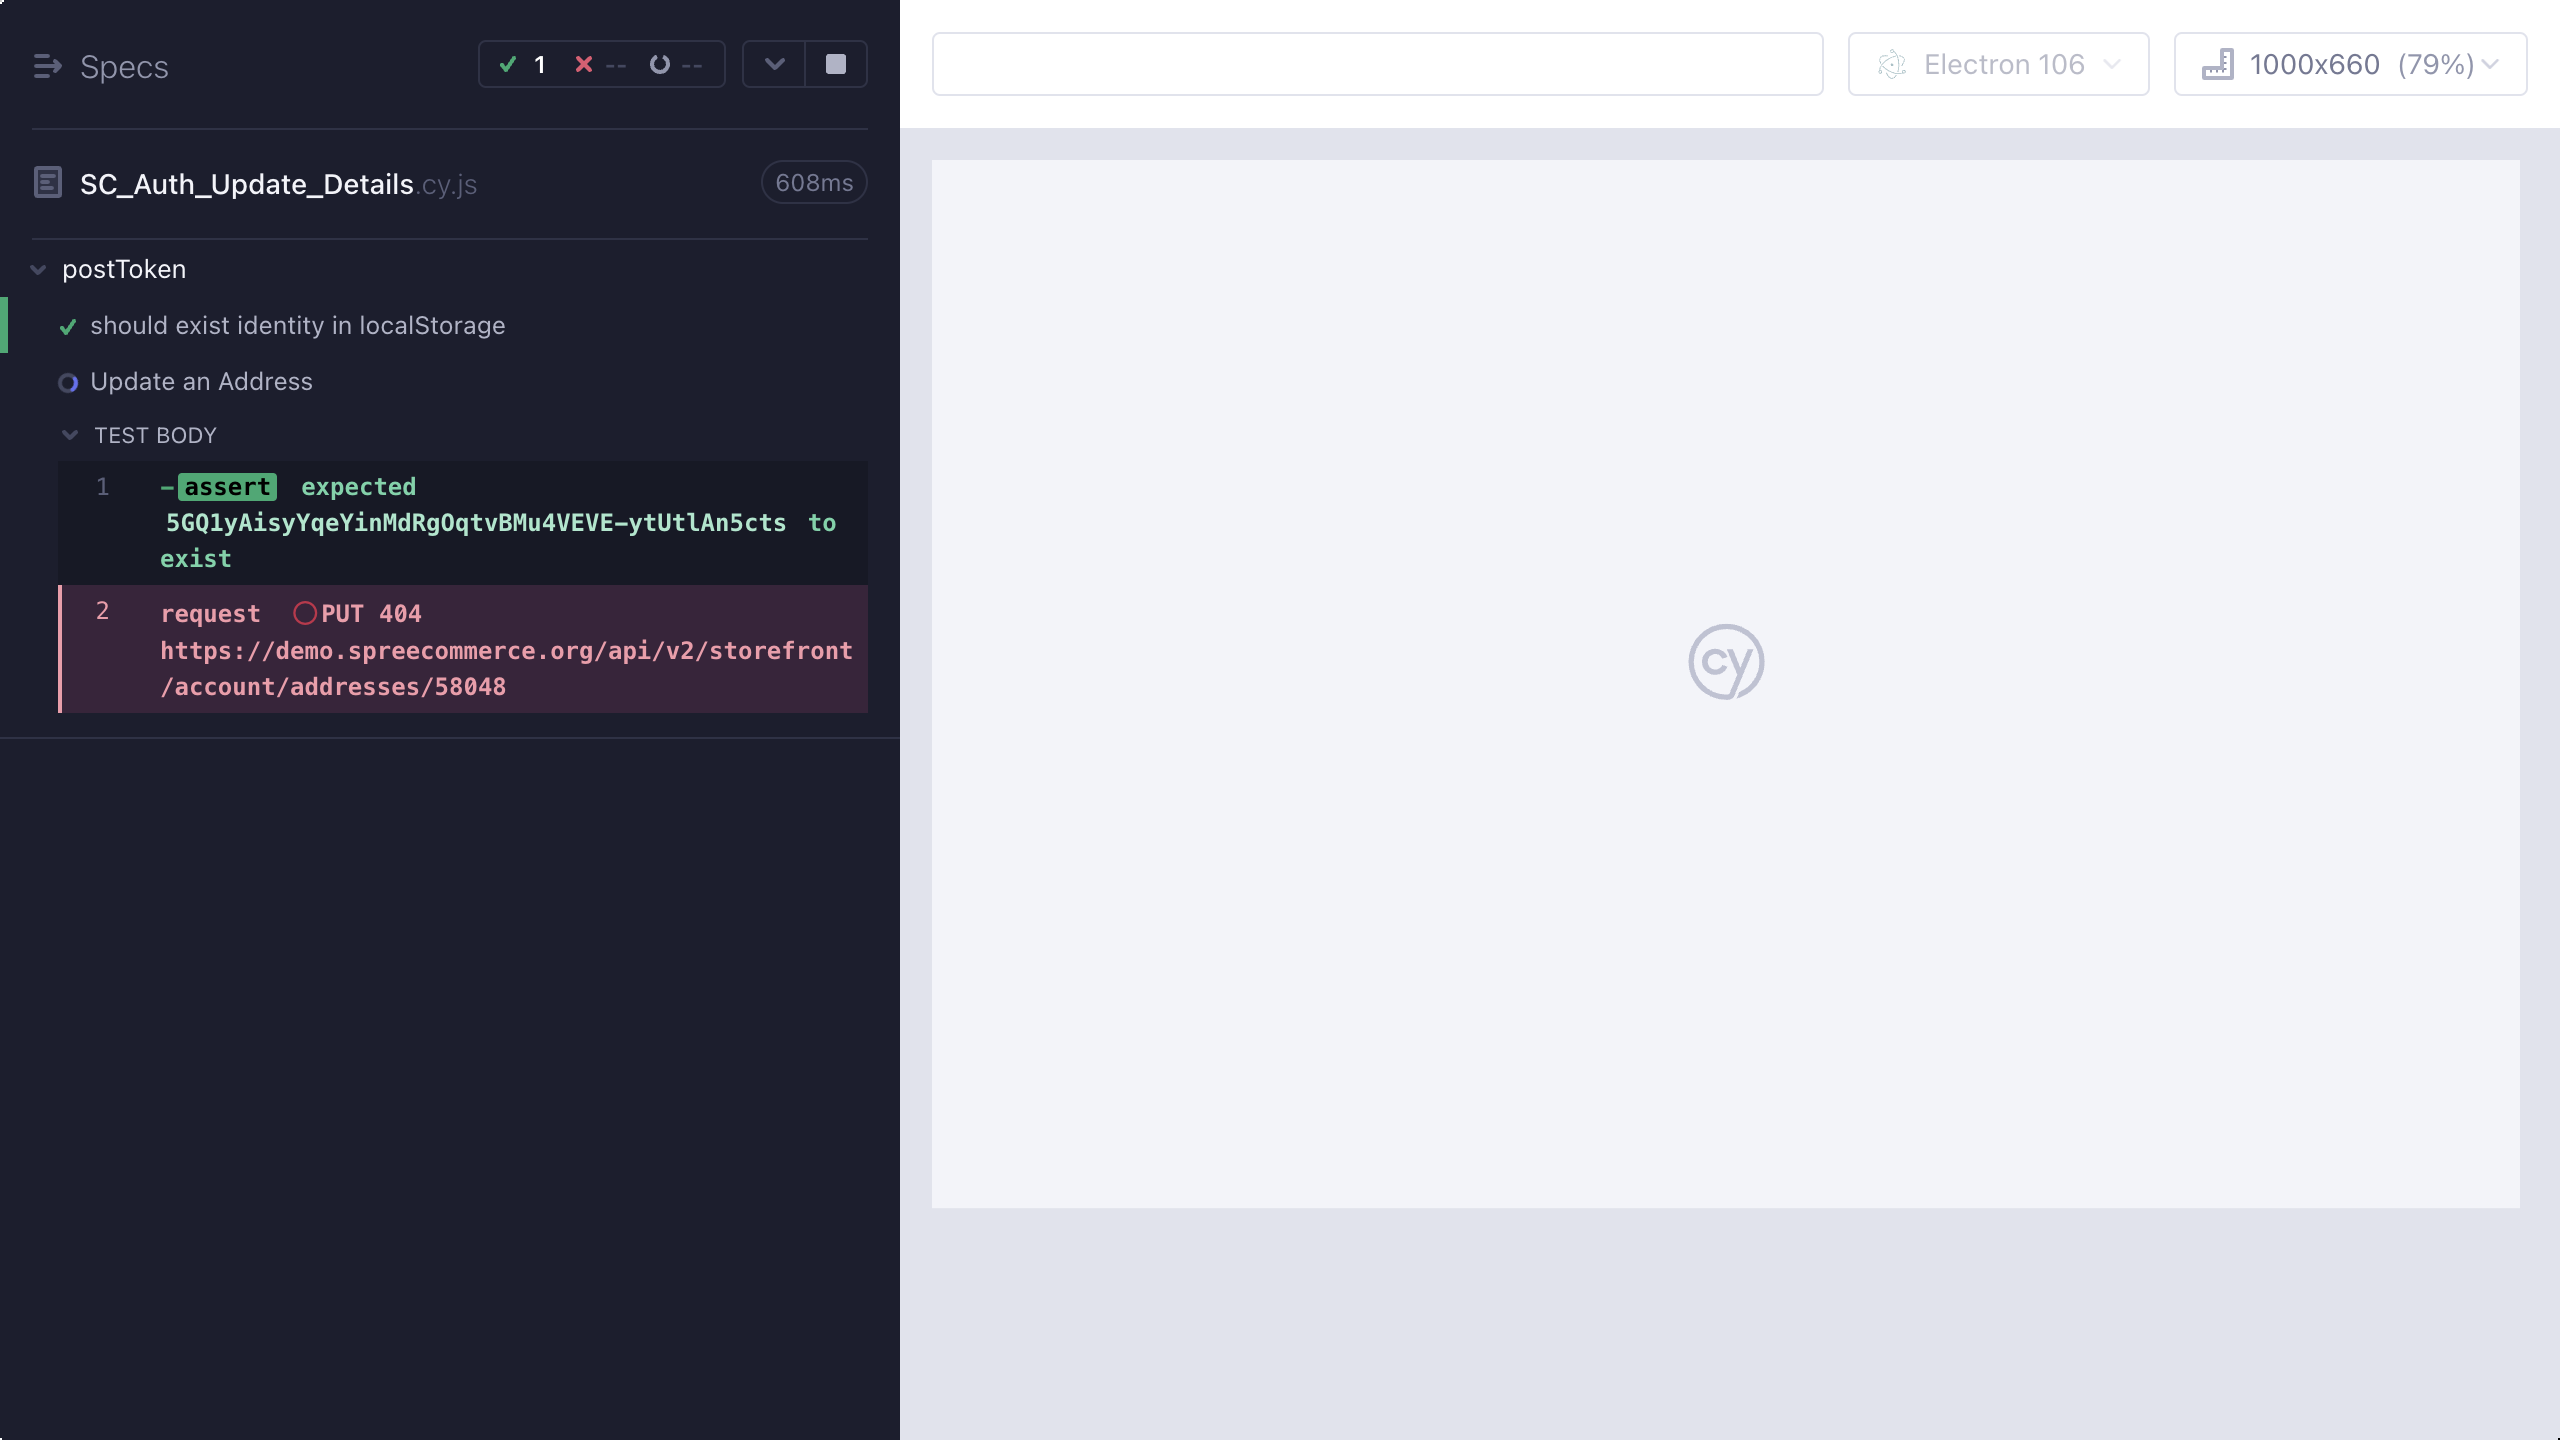 Specs
1 -- --
SC_Auth_Update_Details.cy.js
608ms
postToken
should exist identity in localStorage
Update an Address
TEST BODY
1 -assert expected
5GQ1yAisyYqeYinMdRgOqtvBMu4VEVE-ytUtlAn5cts to
exist
2 request PUT 404
https://demo.spreecommerce.org/api/v2/storefront
/account/addresses/58048
Electron 106
1000x660 (79%)
cy